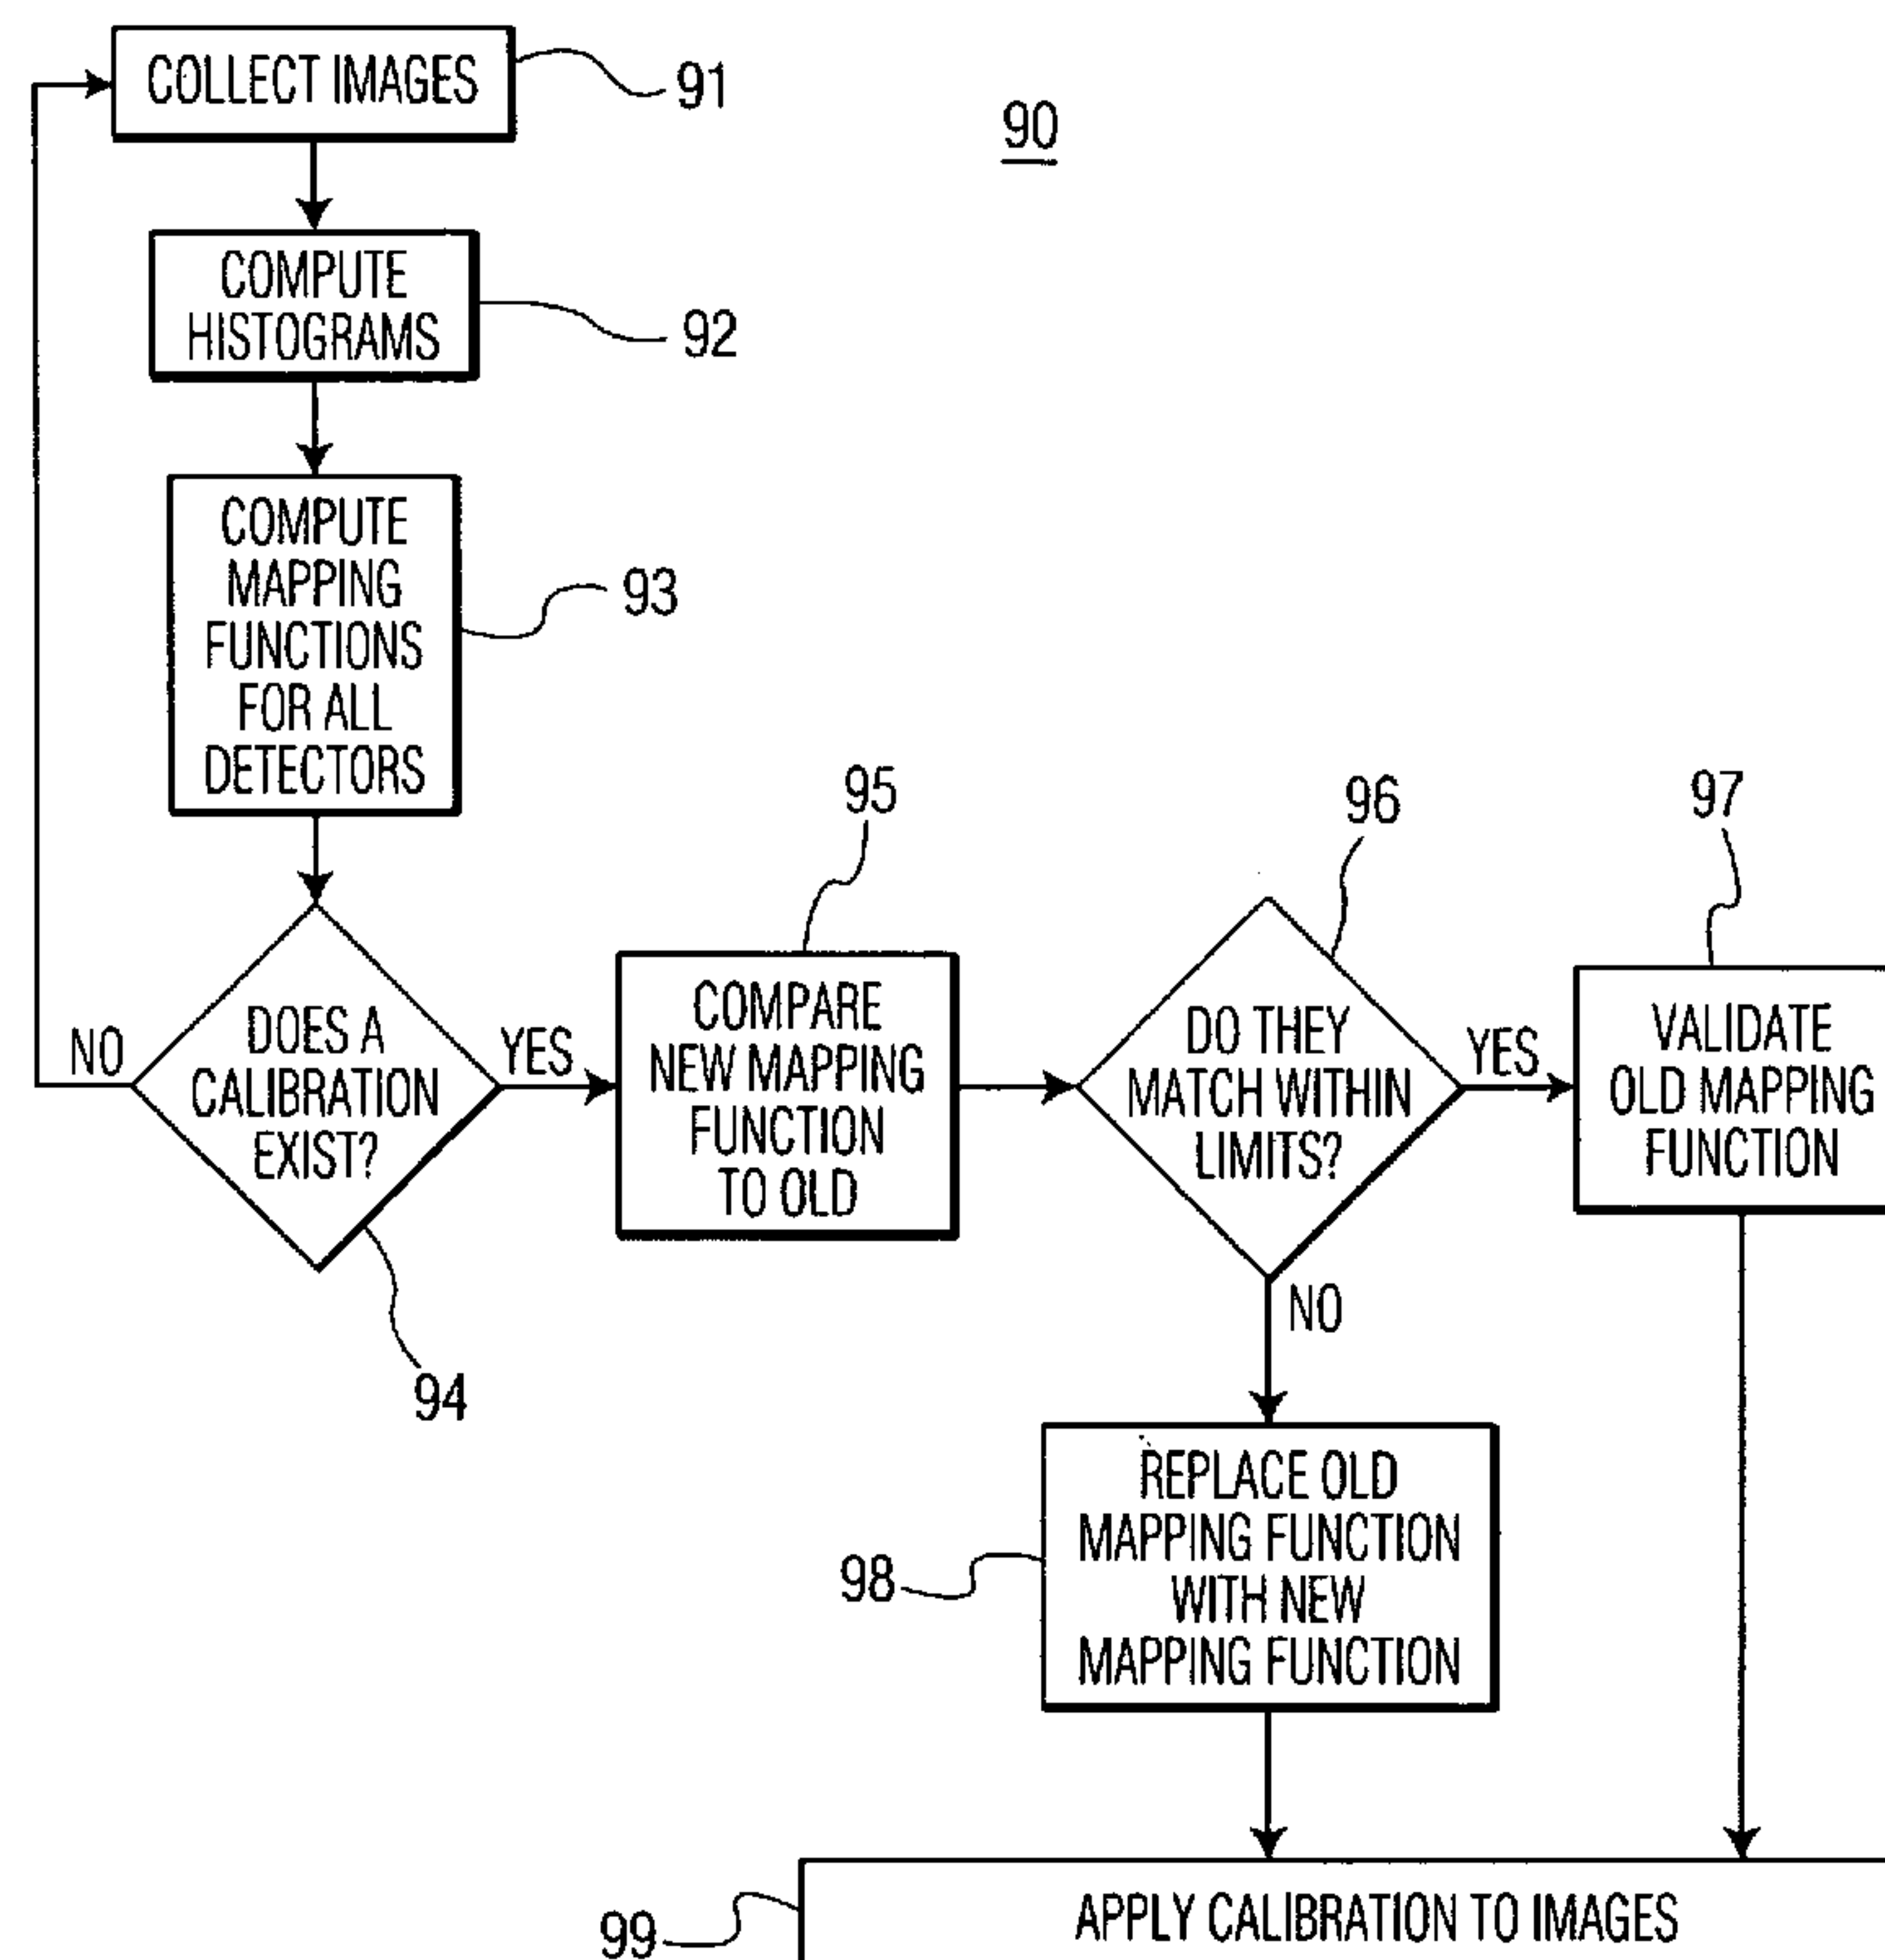 COLLECT IMAGES
91
90
COMPUTE
HISTOGRAMS
92
COMPUTE
MAPPING
FUNCTIONS
FOR ALL
DETECTORS
93
DOES A
CALIBRATION
EXIST?
NO
YES
94
95
COMPARE
NEW MAPPING
FUNCTION
TO OLD
96
DO THEY
MATCH WITHIN
LIMITS?
YES
NO
97
VALIDATE
OLD MAPPING
FUNCTION
98
REPLACE OLD
MAPPING FUNCTION
WITH NEW
MAPPING FUNCTION
99
APPLY CALIBRATION TO IMAGES